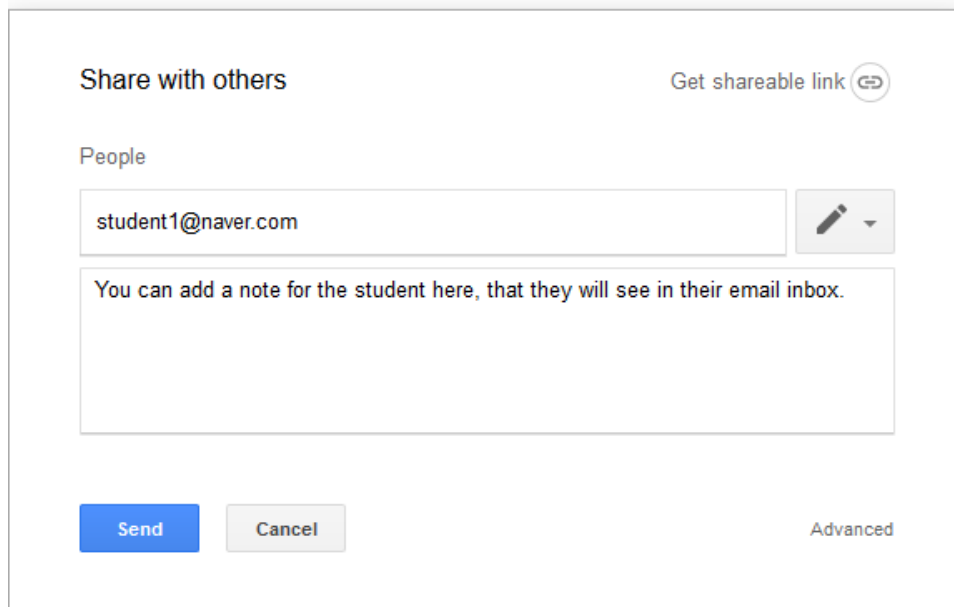 Share with others
Get shareable link
People
student1@naver.com
You can add a note for the student here, that they will see in their email inbox.
Send
Cancel
Advanced